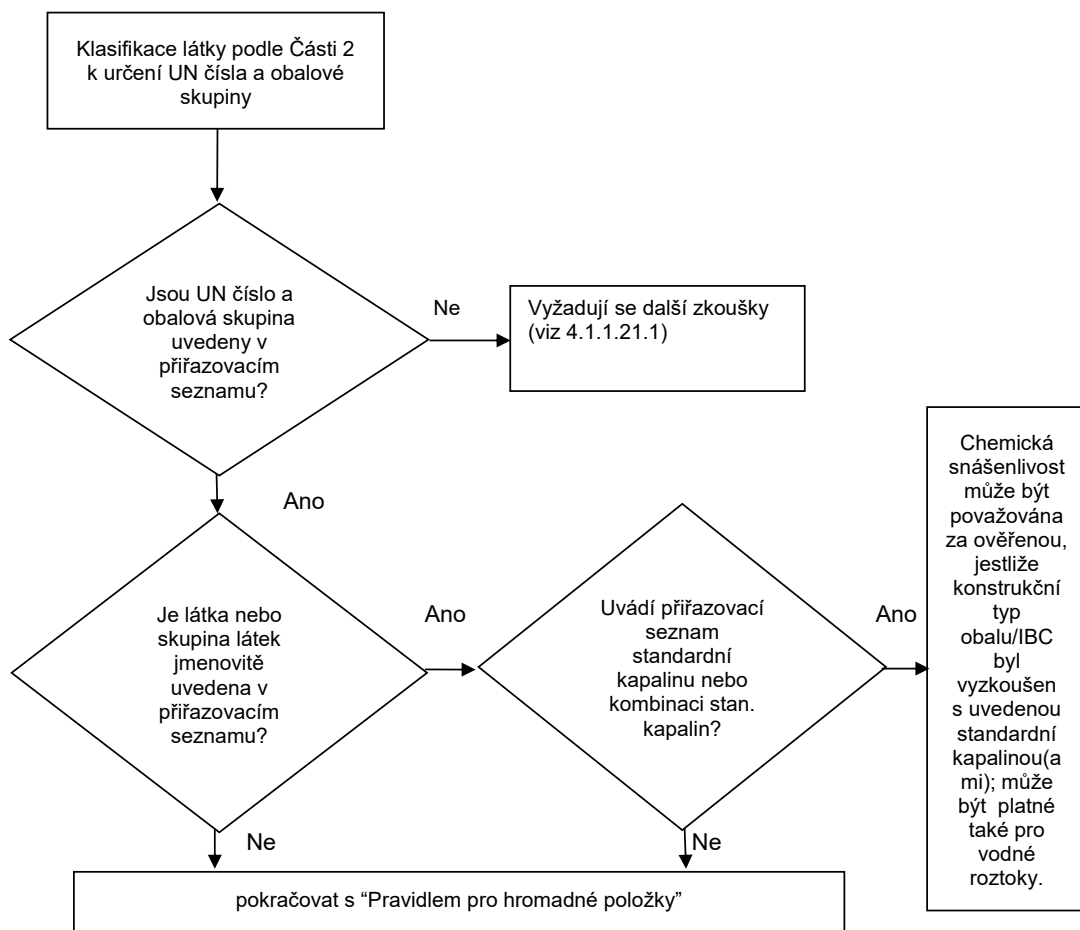 Klasifikace látky podle Části 2
k určení UN čísla a obalové
skupiny
Jsou UN číslo a
obalová skupina
uvedeny v
přiřazovacím
seznamu?
Ne
Vyžadují se další zkoušky
(viz 4.1.1.21.1)
Ano
Je látka nebo
skupina látek
jmenovitě
uvedena v
přiřazovacím
seznamu?
Ano
Uvádí přiřazovací
seznam
standardní
kapalinu nebo
kombinaci stan.
kapalin?
Ano
Chemická
snášenlivost
může být
považována
za ověřenou,
jestliže
konstrukční
typ
obalu/IBC
byl
vyzkoušen
s uvedenou
standardní
kapalinou(a
mi); může
být platné
také pro
vodné
roztoky.
Ne
Ne
pokračovat s “Pravidlem pro hromadné položky”